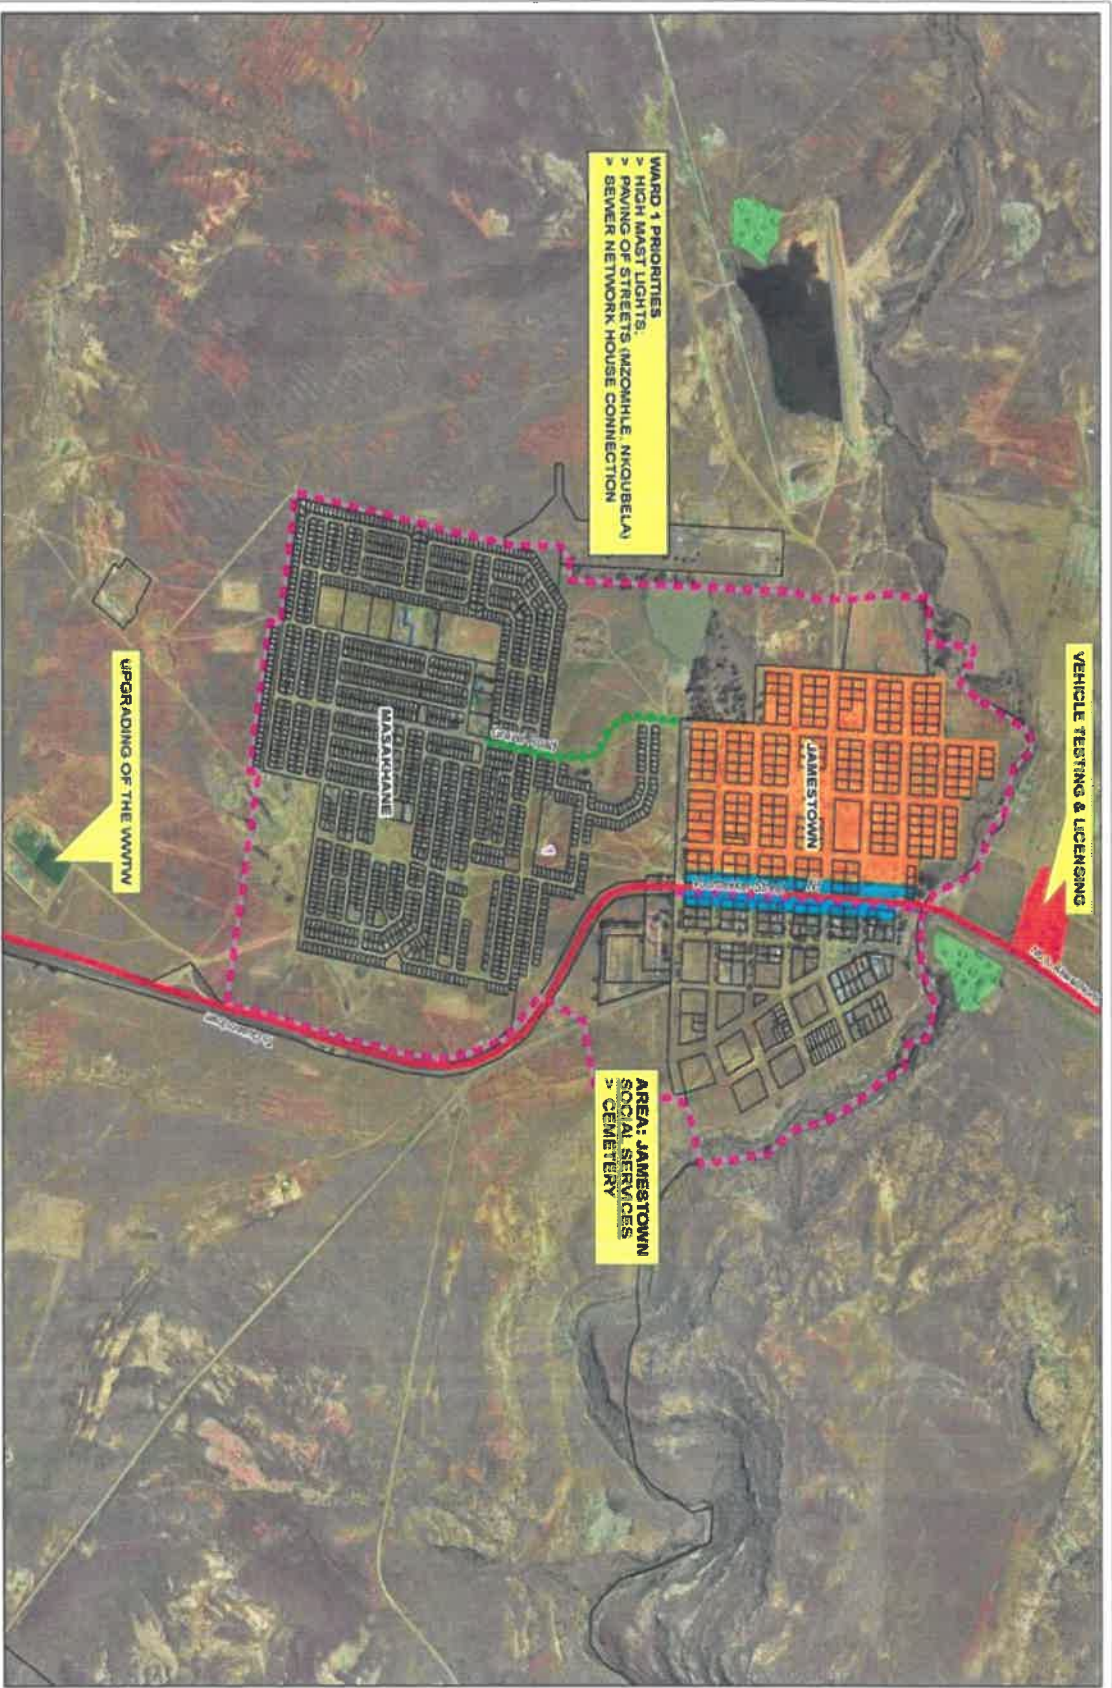 VEHICLE TESTING & LICENSING
WARD 1 PRIORITIES
> HIGH MAST LIGHTS.
> PAVING OF STREETS (MZOMHLE, NKQUBELA)
> SEWER NETWORK HOUSE CONNECTION
JAMESTOWN
AREA: JAMESTOWN
SOCIAL SERVICES
> CEMETERY
MASAKHANE
UPGRADING OF THE WWTW